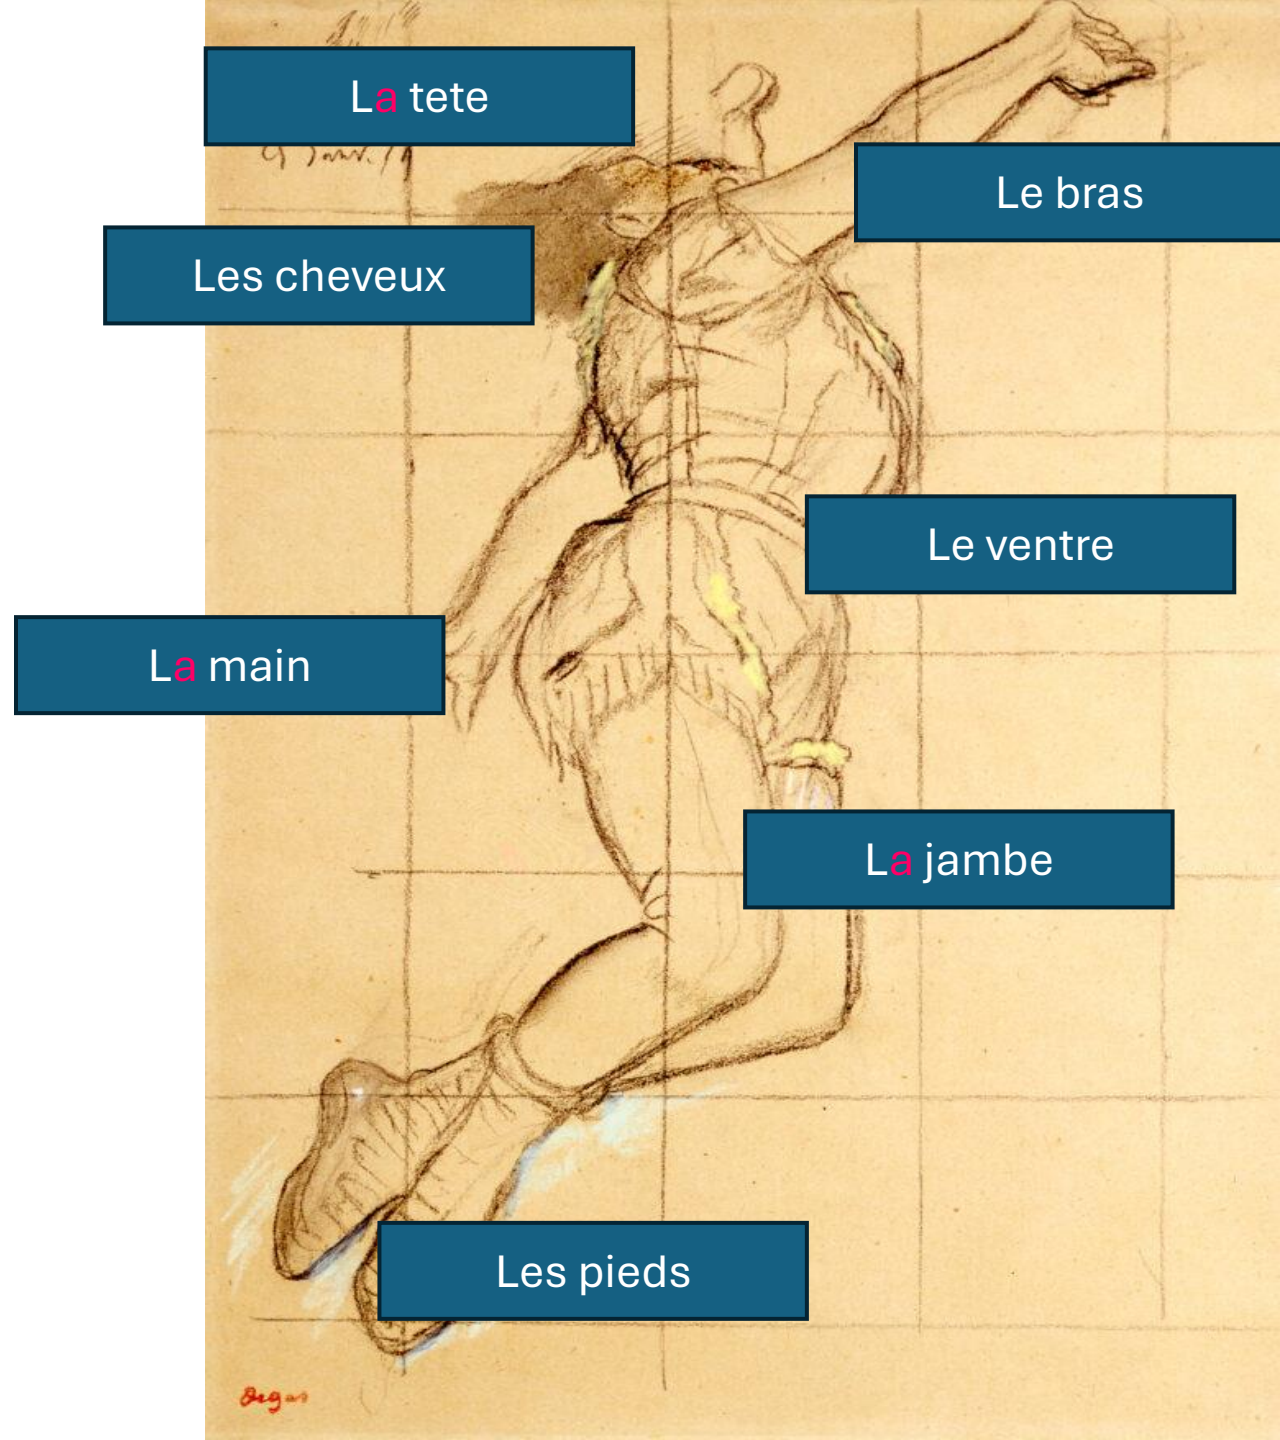 La tete
Le bras
Les cheveux
Le ventre
La main
La jambe
Les pieds
Degas